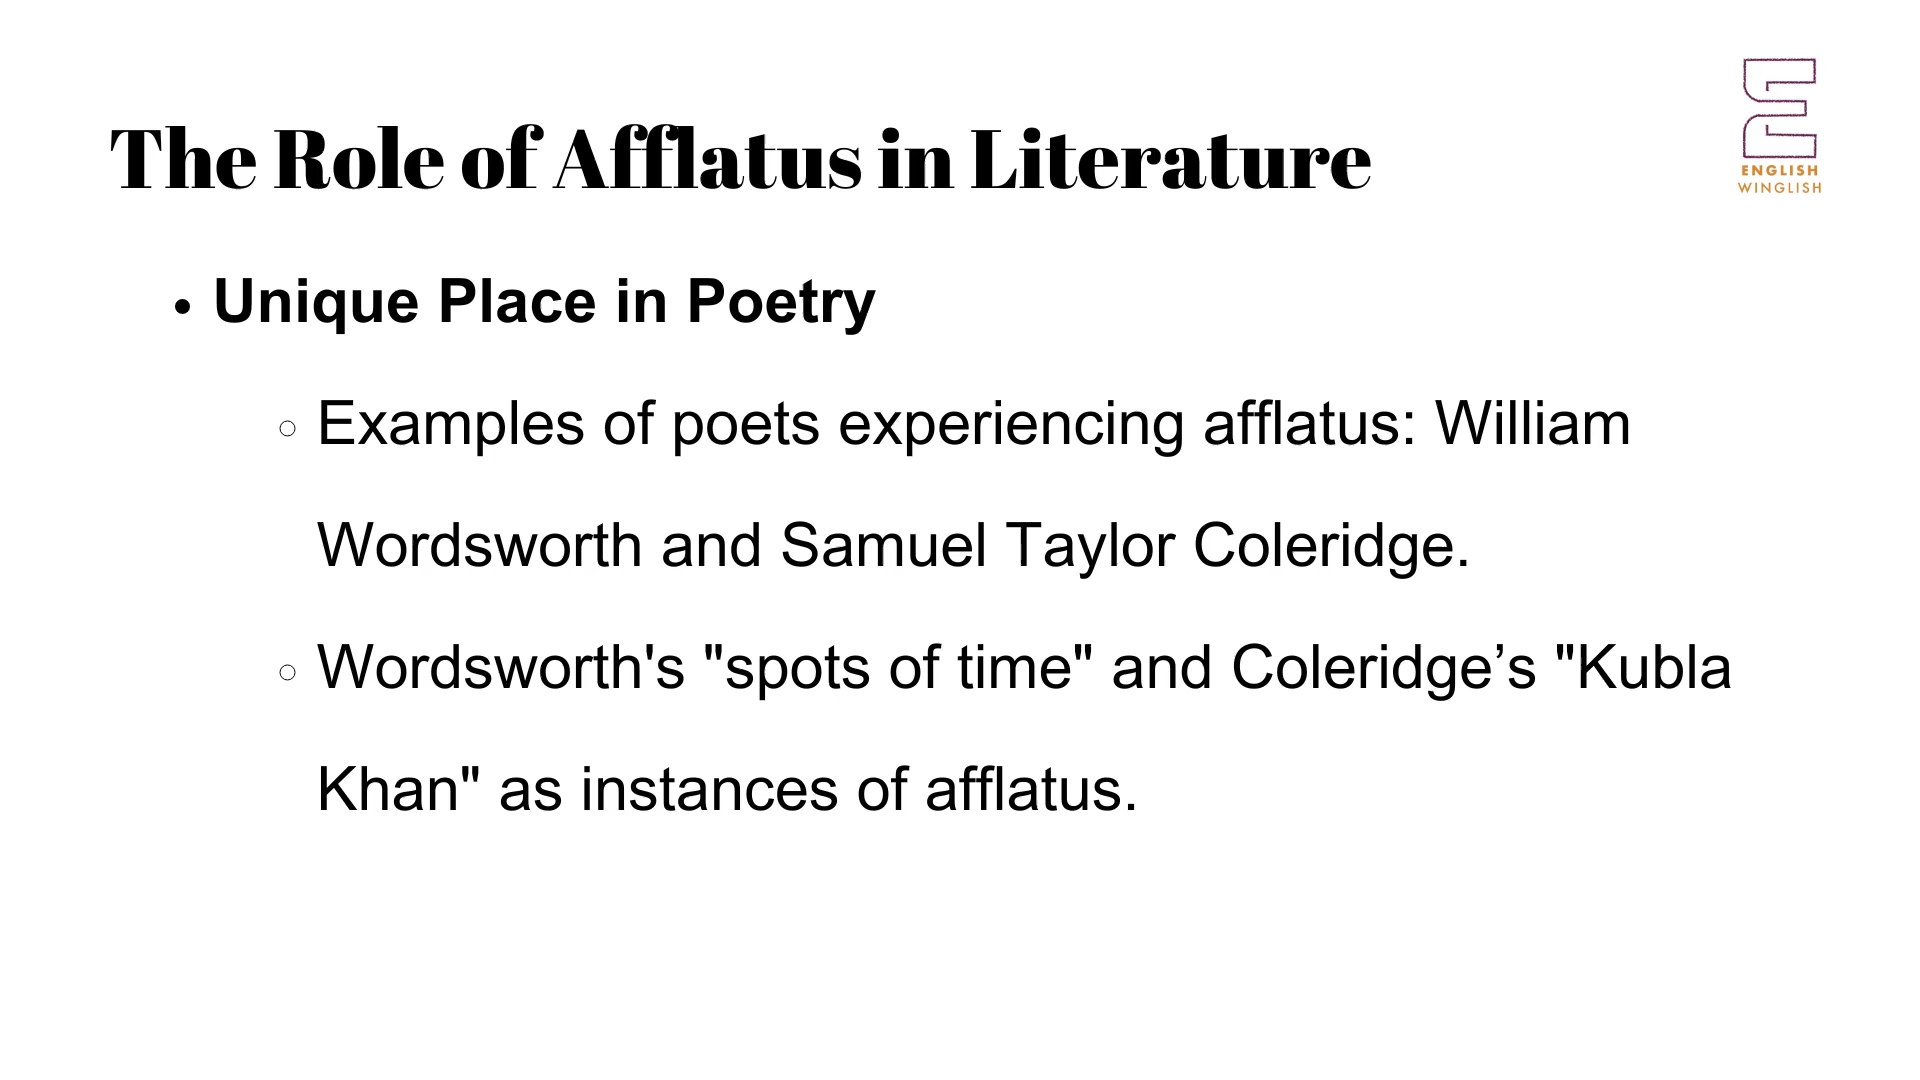 The Role of Afflatus in Literature
ENGLISH
WINGLISH
• Unique Place in Poetry
◦ Examples of poets experiencing afflatus: William
Wordsworth and Samuel Taylor Coleridge.
◦ Wordsworth's "spots of time" and Coleridge’s "Kubla
Khan" as instances of afflatus.